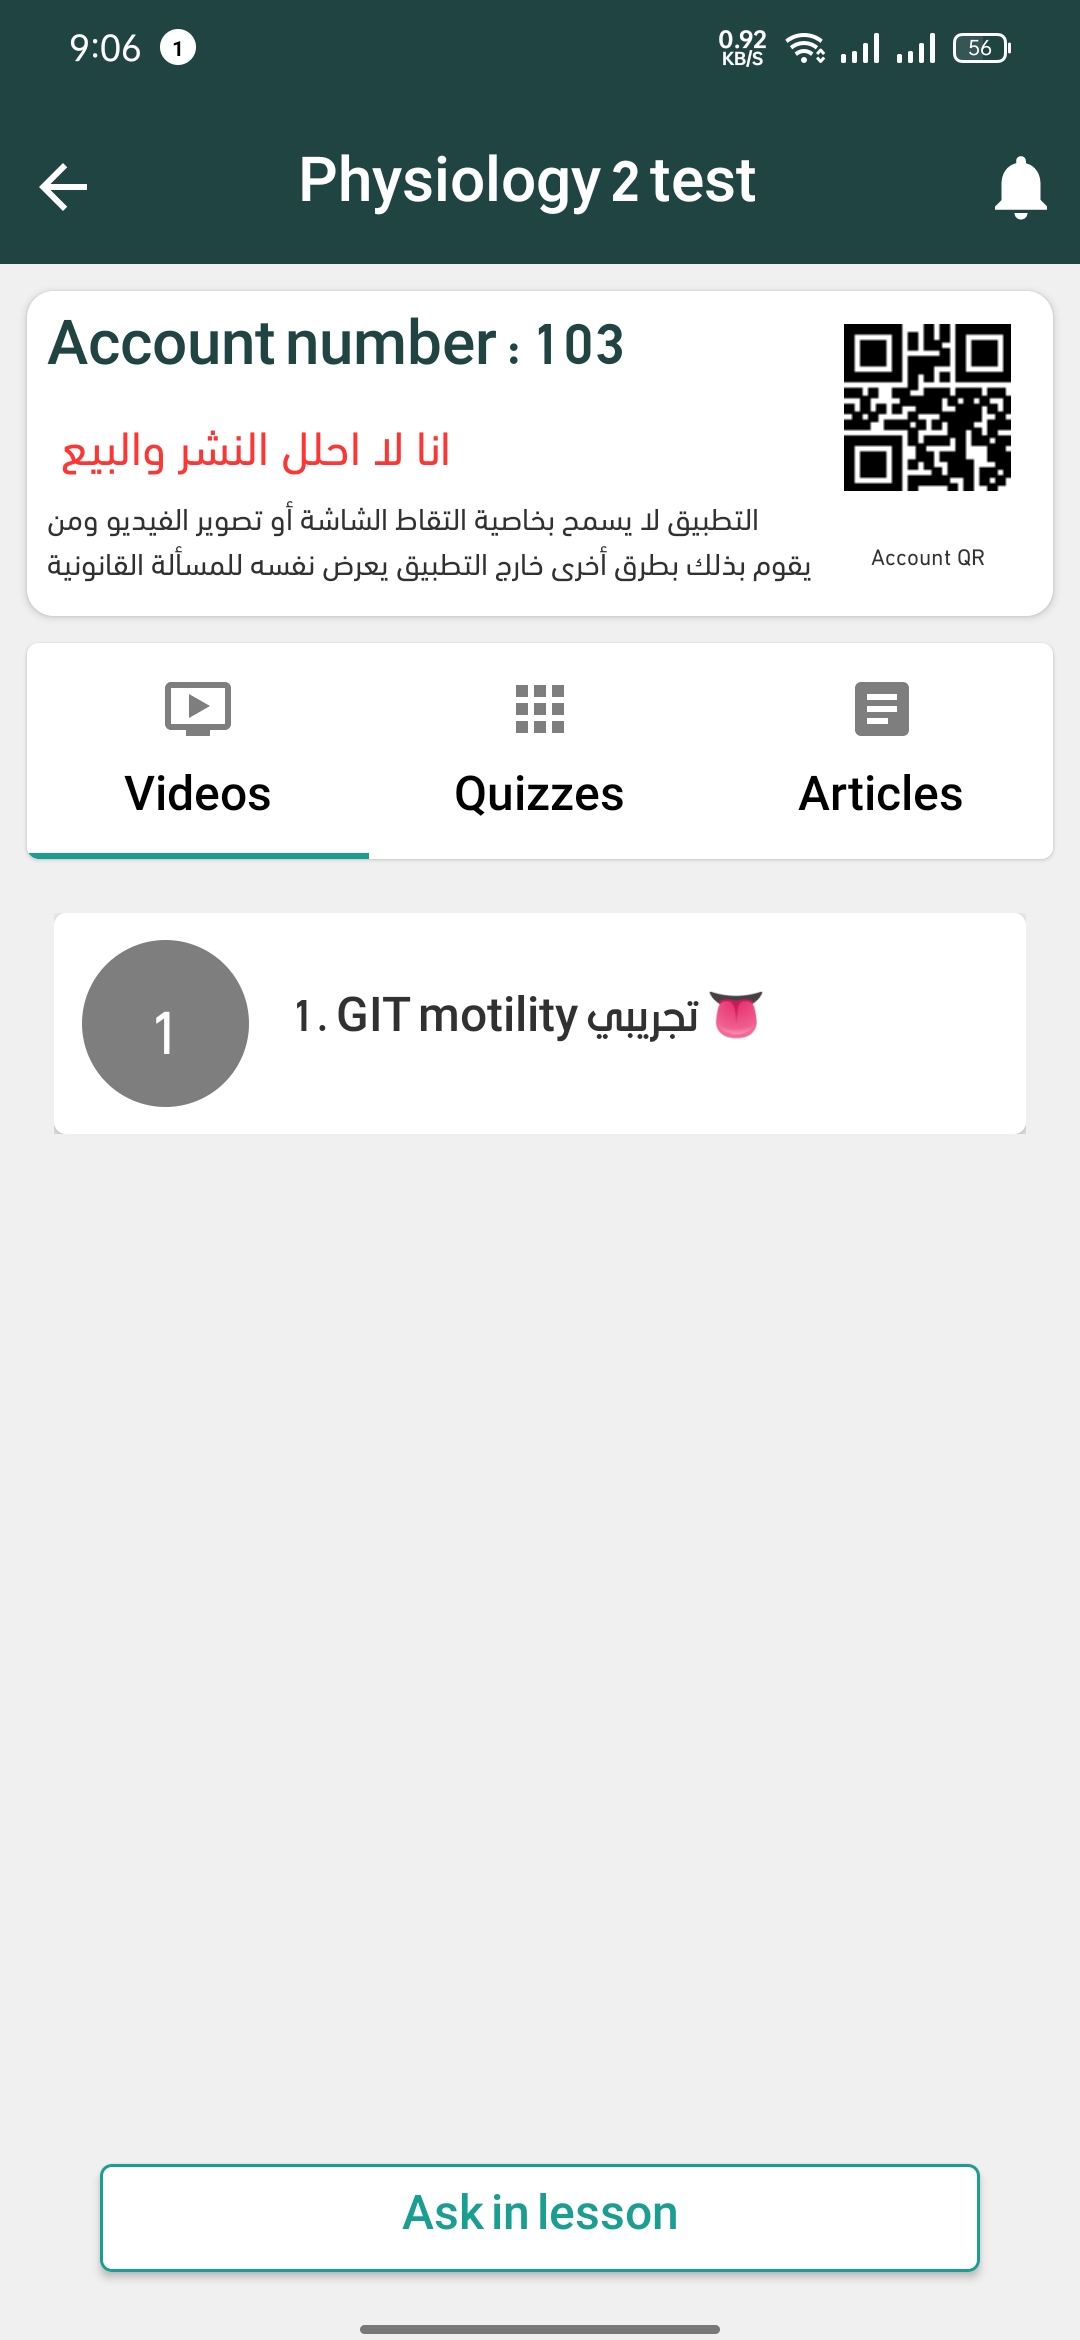 9:06
1
0.92
KB/S
56
Physiology 2 test
Account number : 103
انا لا احلل النشر والبيع
التطبيق لا يسمح بخاصية التقاط الشاشة أو تصوير الفيديو ومن
يقوم بذلك بطرق أخرى خارج التطبيق يعرض نفسه للمسألة القانونية
Account QR
Videos
Quizzes
Articles
1
1. GIT motility تجريبي 👅
Ask in lesson